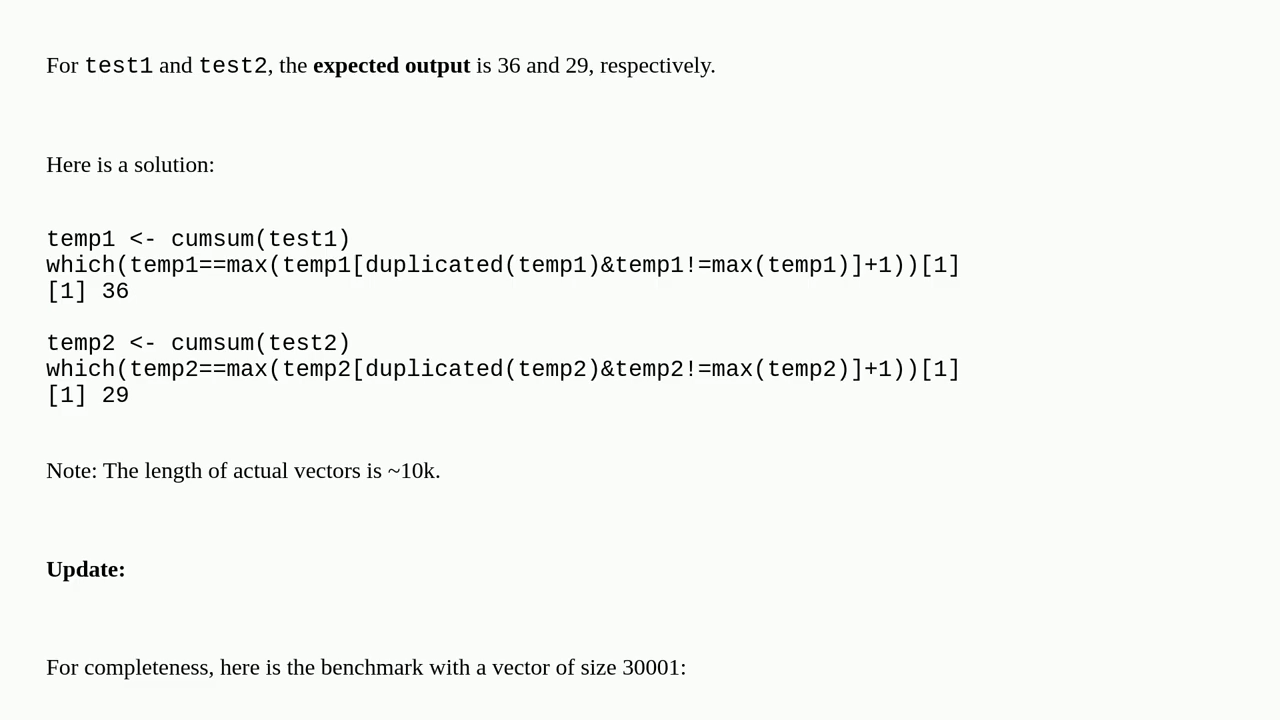 For test1 and test2, the expected output is 36 and 29, respectively.
Here is a solution:
temp1 <- cumsum(test1)
which(temp1==max(temp1[duplicated(temp1)&temp1!=max(temp1)]+1))[1]
[1] 36
temp2 <- cumsum(test2)
which(temp2==max(temp2[duplicated(temp2)&temp2!=max(temp2)]+1))[1]
[1] 29
Note: The length of actual vectors is ~10k.
Update:
For completeness, here is the benchmark with a vector of size 30001: